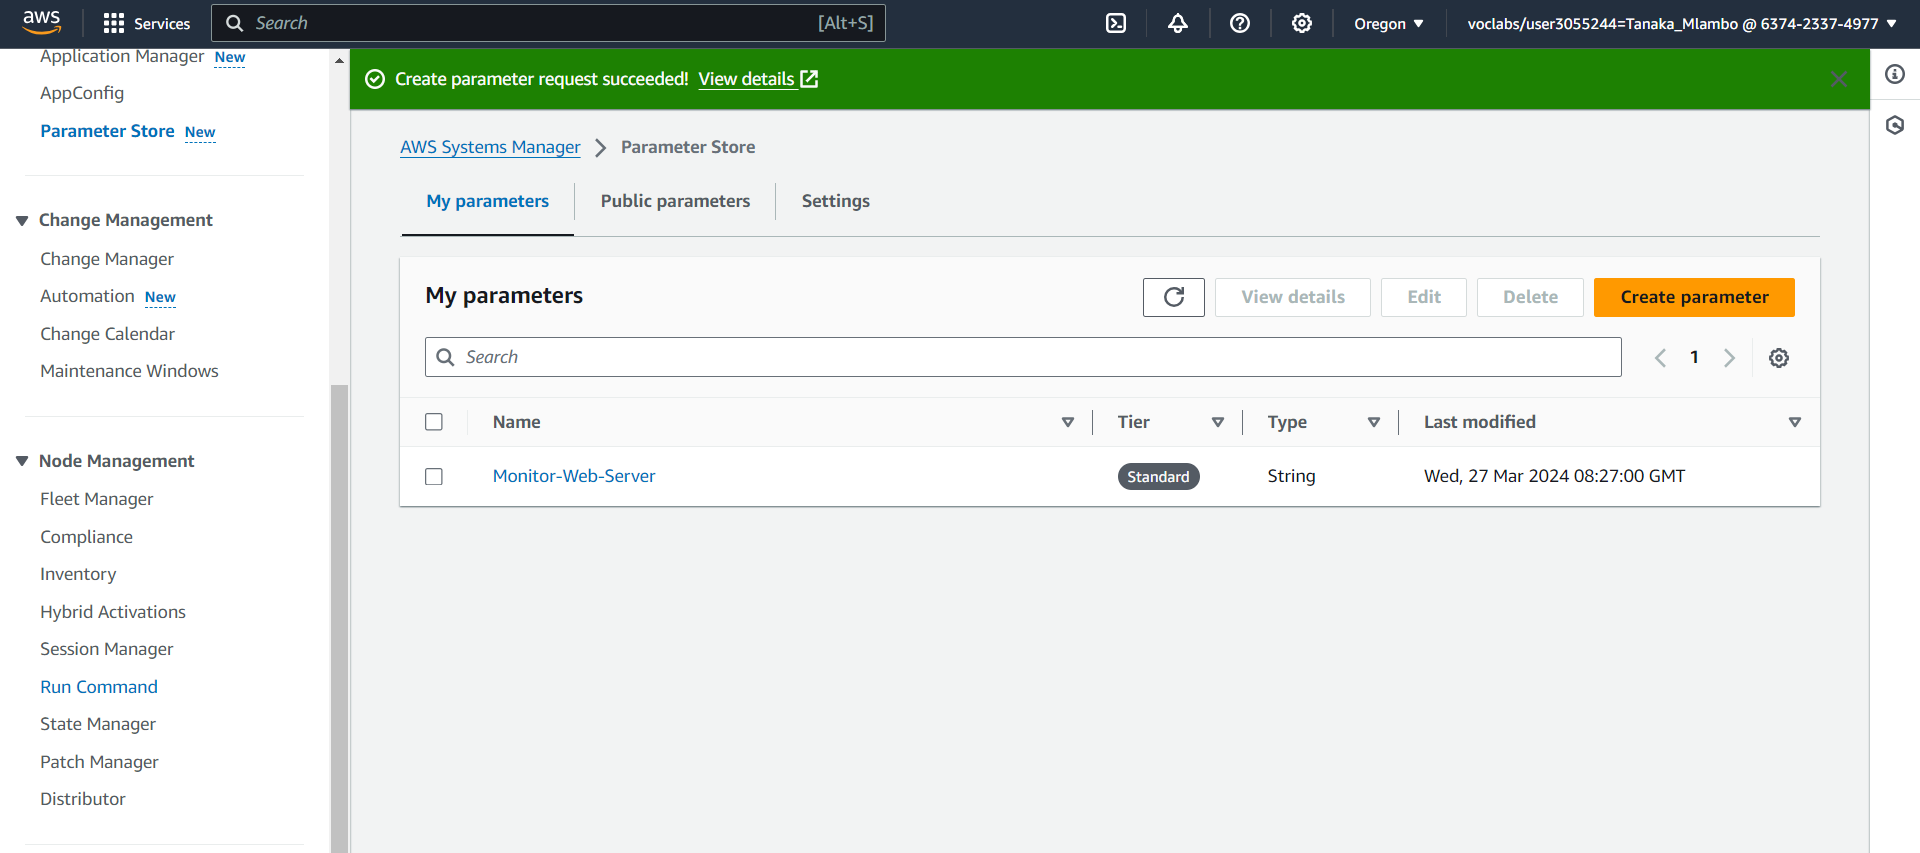 aws Services Search [Alt+S] Oregon voclabs/user3055244=Tanaka_Mlambo @ 6374-2337-4977
Application Manager New
AppConfig
Parameter Store New
Change Management
Change Manager
Automation New
Change Calendar
Maintenance Windows
Node Management
Fleet Manager
Compliance
Inventory
Hybrid Activations
Session Manager
Run Command
State Manager
Patch Manager
Distributor
Create parameter request succeeded! View details
AWS Systems Manager Parameter Store
My parameters Public parameters Settings
My parameters View details Edit Delete Create parameter
Search 1
Name Tier Type Last modified
Monitor-Web-Server Standard String Wed, 27 Mar 2024 08:27:00 GMT